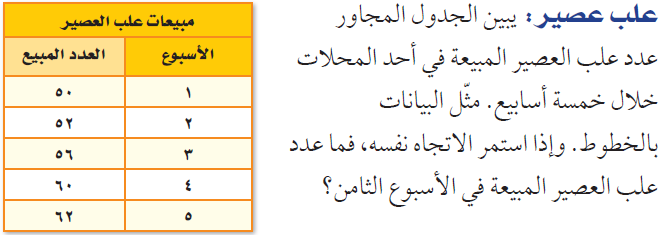 علب عصير: يبين الجدول المجاور
عدد علب العصير المبيعة في أحد المحلات
خلال خمسة أسابيع. مثّل البيانات
بالخطوط. وإذا استمر الاتجاه نفسه، فما عدد
علب العصير المبيعة في الأسبوع الثامن؟
مبيعات علب العصير
الأسبوع العدد المبيع
١ ٥٠
٢ ٥٢
٣ ٥٦
٤ ٦٠
٥ ٦٢